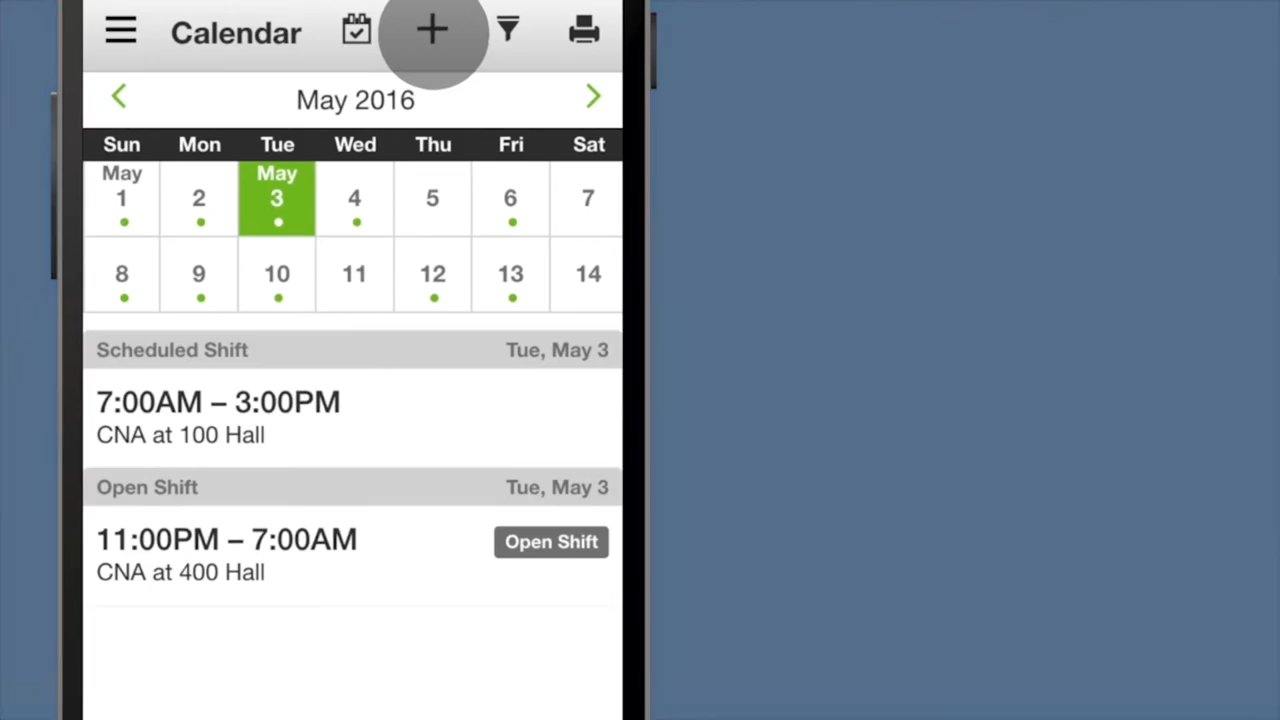 Calendar
May 2016
Sun Mon Tue Wed Thu Fri Sat
May May
1 2 3 4 5 6 7
8 9 10 11 12 13 14
Scheduled Shift Tue, May 3
7:00AM – 3:00PM
CNA at 100 Hall
Open Shift Tue, May 3
11:00PM – 7:00AM Open Shift
CNA at 400 Hall